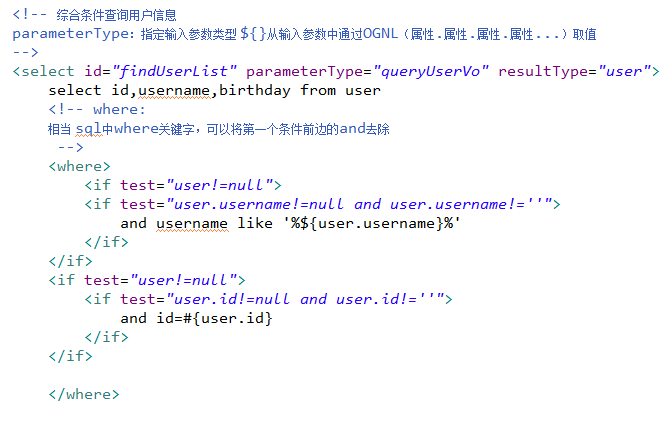 <!-- 综合条件查询用户信息
parameterType：指定输入参数类型 ${}从输入参数中通过OGNL（属性.属性.属性.属性...）取值
-->
<select id="findUserList" parameterType="queryUserVo" resultType="user">
select id,username,birthday from user
<!-- where:
相当 sql中where关键字，可以将第一个条件前边的and去除
-->
<where>
<if test="user!=null">
<if test="user.username!=null and user.username!=''">
and username like '%${user.username}%'
</if>
</if>
<if test="user!=null">
<if test="user.id!=null and user.id!=''">
and id=#{user.id}
</if>
</if>
</where>